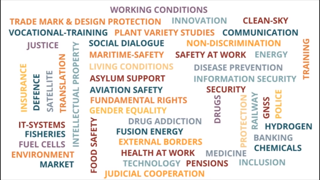 WORKING CONDITIONS
TRADE MARK & DESIGN PROTECTION
INNOVATION
CLEAN-SKY
VOCATIONAL-TRAINING
PLANT VARIETY STUDIES
COMMUNICATION
JUSTICE
SOCIAL DIALOGUE
NON-DISCRIMINATION
TRAINING
INTELLECTUAL PROPERTY
MARITIME-SAFETY
SAFETY AT WORK
ENERGY
INSURANCE
DEFENCE
SATELLITE
TRANSLATION
LIVING CONDITIONS
DISEASE PREVENTION
ASYLUM SUPPORT
INFORMATION SECURITY
AVIATION SAFETY
SECURITY
FUNDAMENTAL RIGHTS
DRUGS
PROTECTION
RAILWAY
GNSS
POLICE
GENDER EQUALITY
IT-SYSTEMS
FOOD SAFETY
DRUG ADDICTION
HYDROGEN
FISHERIES
FUSION ENERGY
BANKING
FUEL CELLS
EXTERNAL BORDERS
CHEMICALS
ENVIRONMENT
HEALTH AT WORK
MEDICINE
MARKET
TECHNOLOGY
PENSIONS
INCLUSION
JUDICIAL COOPERATION